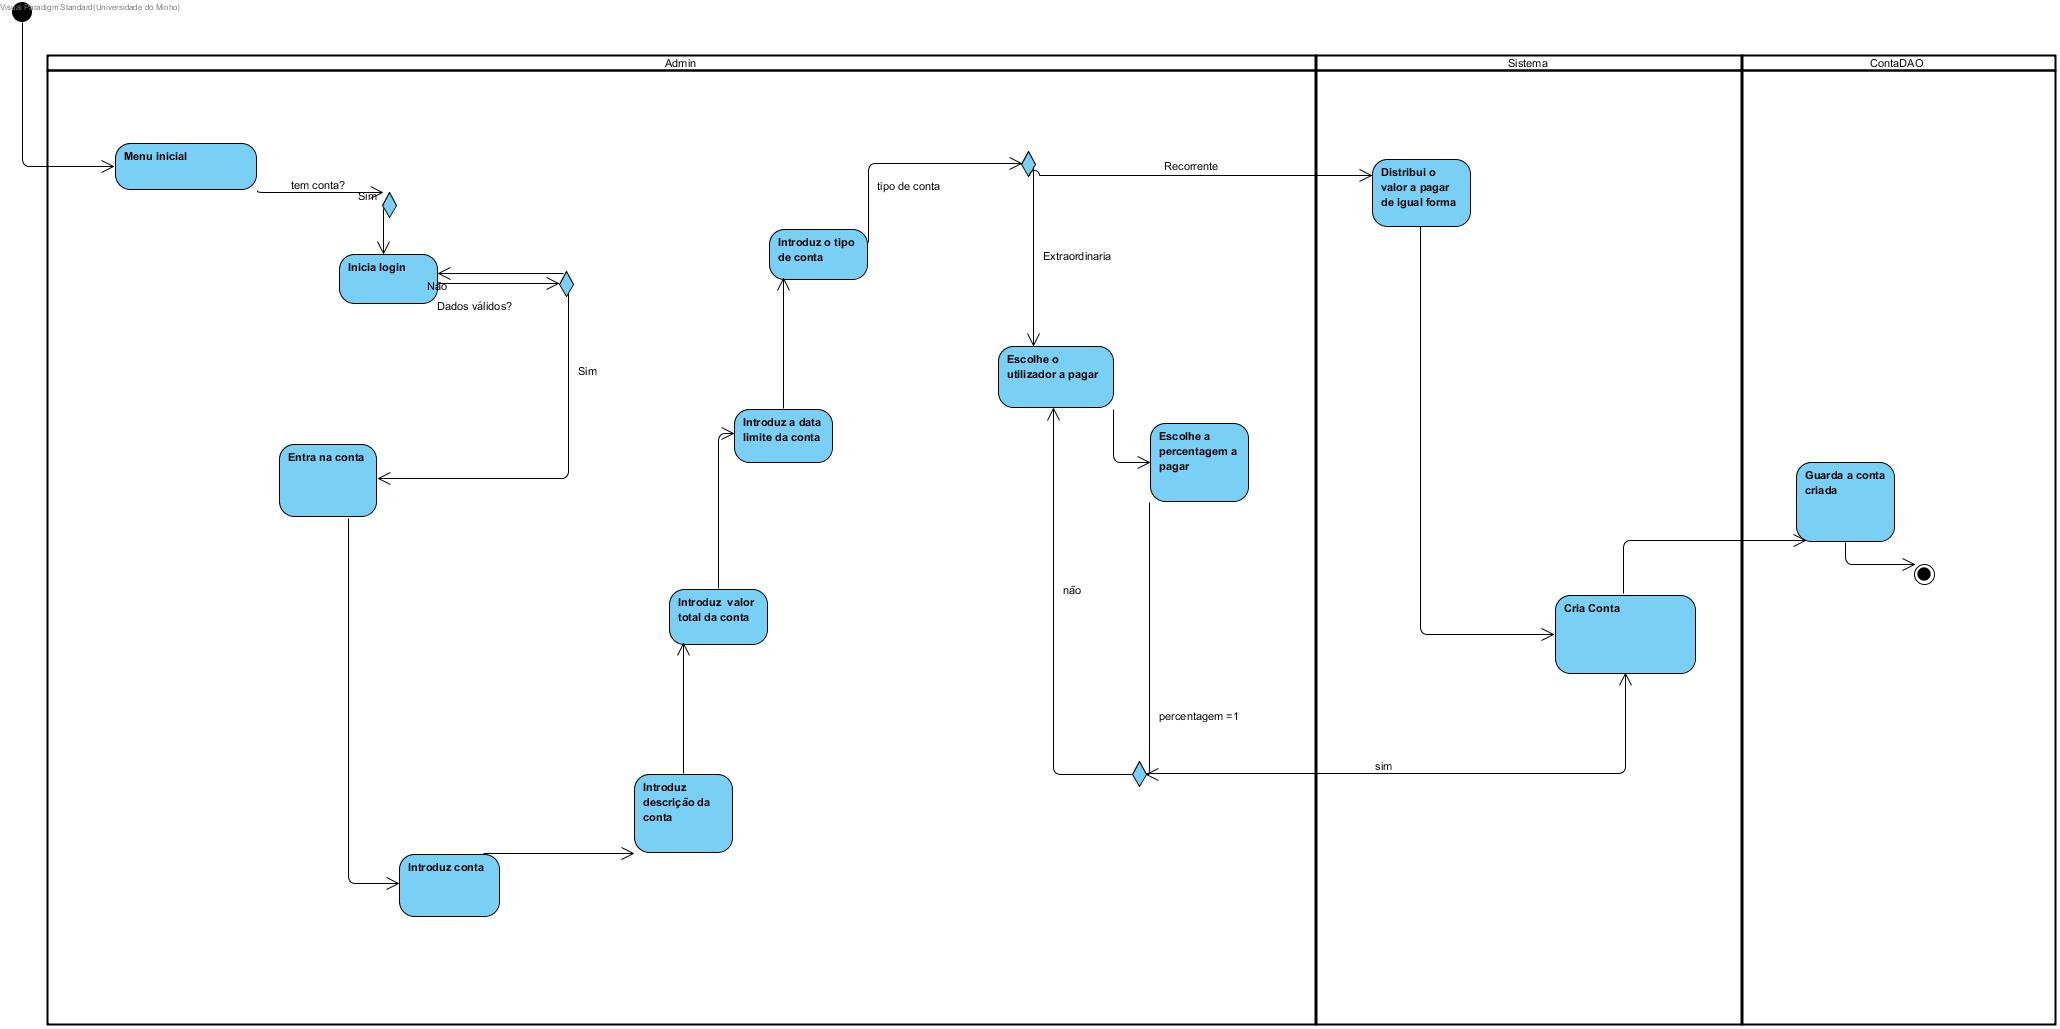 Visual Paradigm Standard(Universidade do Minho)
Admin
Sistema
ContaDAO
Menu inicial
tem conta?
Sim
Inicia login
Não
Dados válidos?
Sim
Entra na conta
Introduz conta
Introduz
descrição da
conta
Introduz  valor
total da conta
Introduz a data
limite da conta
Introduz o tipo
de conta
tipo de conta
Recorrente
Extraordinaria
Escolhe o
utilizador a pagar
Escolhe a
percentagem a
pagar
não
percentagem =1
sim
Distribui o
valor a pagar
de igual forma
Cria Conta
Guarda a conta
criada